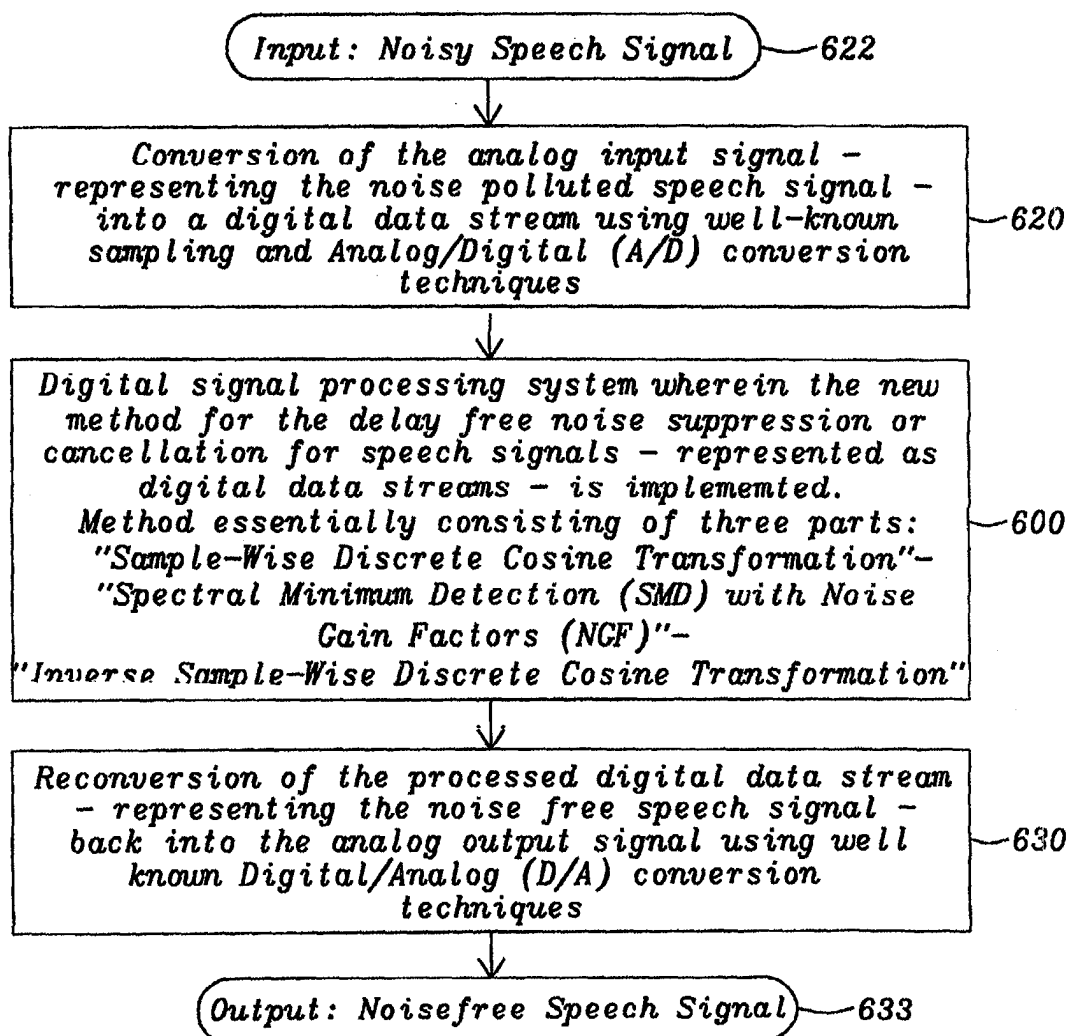 Input: Noisy Speech Signal
622
Conversion of the analog input signal –
representing the noise polluted speech signal –
into a digital data stream using well-known
sampling and Analog/Digital (A/D) conversion
techniques
620
Digital signal processing system wherein the new
method for the delay free noise suppression or
cancellation for speech signals – represented as
digital data streams – is implememted.
Method essentially consisting of three parts:
"Sample-Wise Discrete Cosine Transformation"–
"Spectral Minimum Detection (SMD) with Noise
Gain Factors (NGF)"–
"Inverse Sample-Wise Discrete Cosine Transformation"
600
Reconversion of the processed digital data stream
– representing the noise free speech signal –
back into the analog output signal using well
known Digital/Analog (D/A) conversion
techniques
630
Output: Noisefree Speech Signal
633